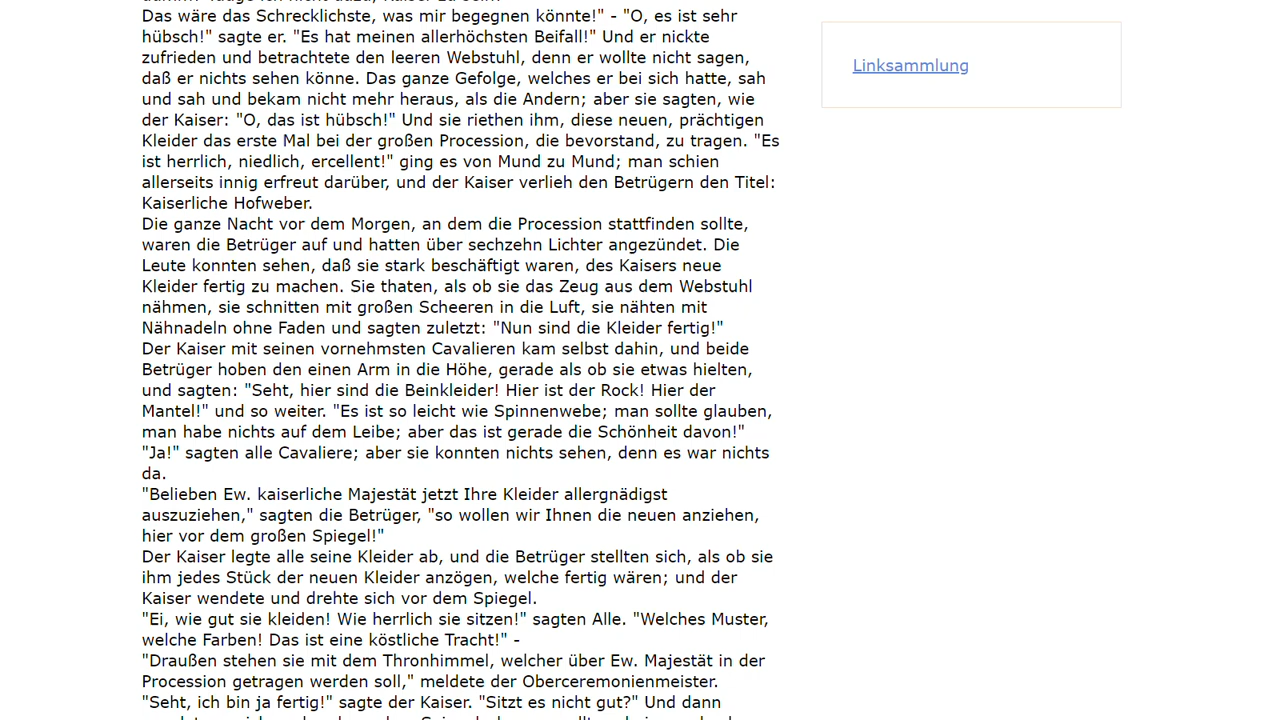 Das wäre das Schrecklichste, was mir begegnen könnte!" - "O, es ist sehr
hübsch!" sagte er. "Es hat meinen allerhöchsten Beifall!" Und er nickte
zufrieden und betrachtete den leeren Webstuhl, denn er wollte nicht sagen,
daß er nichts sehen könne. Das ganze Gefolge, welches er bei sich hatte, sah
und sah und bekam nicht mehr heraus, als die Andern; aber sie sagten, wie
der Kaiser: "O, das ist hübsch!" Und sie riethen ihm, diese neuen, prächtigen
Kleider das erste Mal bei der großen Procession, die bevorstand, zu tragen. "Es
ist herrlich, niedlich, ercellent!" ging es von Mund zu Mund; man schien
allerseits innig erfreut darüber, und der Kaiser verlieh den Betrügern den Titel:
Kaiserliche Hofweber.
Die ganze Nacht vor dem Morgen, an dem die Procession stattfinden sollte,
waren die Betrüger auf und hatten über sechzehn Lichter angezündet. Die
Leute konnten sehen, daß sie stark beschäftigt waren, des Kaisers neue
Kleider fertig zu machen. Sie thaten, als ob sie das Zeug aus dem Webstuhl
nähmen, sie schnitten mit großen Scheeren in die Luft, sie nähten mit
Nähnadeln ohne Faden und sagten zuletzt: "Nun sind die Kleider fertig!"
Der Kaiser mit seinen vornehmsten Cavalieren kam selbst dahin, und beide
Betrüger hoben den einen Arm in die Höhe, gerade als ob sie etwas hielten,
und sagten: "Seht, hier sind die Beinkleider! Hier ist der Rock! Hier der
Mantel!" und so weiter. "Es ist so leicht wie Spinnenwebe; man sollte glauben,
man habe nichts auf dem Leibe; aber das ist gerade die Schönheit davon!"
"Ja!" sagten alle Cavaliere; aber sie konnten nichts sehen, denn es war nichts
da.
"Belieben Ew. kaiserliche Majestät jetzt Ihre Kleider allergnädigst
auszuziehen," sagten die Betrüger, "so wollen wir Ihnen die neuen anziehen,
hier vor dem großen Spiegel!"
Der Kaiser legte alle seine Kleider ab, und die Betrüger stellten sich, als ob sie
ihm jedes Stück der neuen Kleider anzögen, welche fertig wären; und der
Kaiser wendete und drehte sich vor dem Spiegel.
"Ei, wie gut sie kleiden! Wie herrlich sie sitzen!" sagten Alle. "Welches Muster,
welche Farben! Das ist eine köstliche Tracht!" -
"Draußen stehen sie mit dem Thronhimmel, welcher über Ew. Majestät in der
Procession getragen werden soll," meldete der Oberceremonienmeister.
"Seht, ich bin ja fertig!" sagte der Kaiser. "Sitzt es nicht gut?" Und dann
Linksammlung